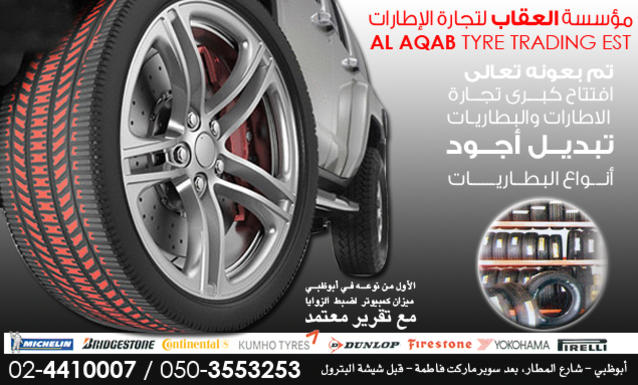 مؤسسة العقاب لتجارة الإطارات
AL AQAB TYRE TRADING EST
تم بعونه تعالى
افتتاح كبرى تجارة
الاطارات والبطاريات
تبديل أجود
أنواع البطاريات
الأول من نوعه في أبوظبي
ميزان كمبيوتر لضبط الزوايا
مع تقرير معتمد
MICHELIN BRIDGESTONE Continental KUMHO TYRES DUNLOP Firestone YOKOHAMA PIRELLI
02-4410007 / 050-3553253
أبوظبي - شارع المطار، بعد سوبرماركت فاطمة - قبل شيشة البترول